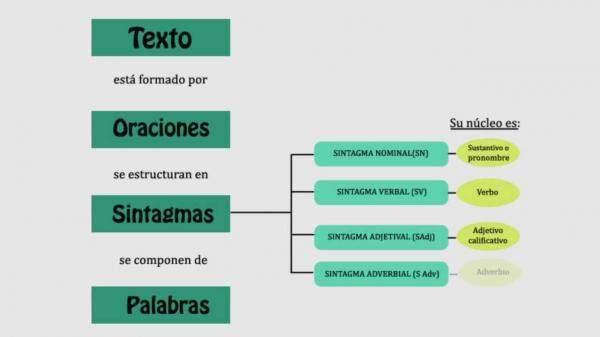 Texto
está formado por
Oraciones
se estructuran en
Sintagmas
se componen de
Palabras
Su núcleo es:
SINTAGMA NOMINAL(SN)
Sustantivo o
pronombre
SINTAGMA VERBAL (SV)
Verbo
SINTAGMA ADJETIVAL (SAdj)
Adjetivo
calificativo
SINTAGMA ADVERBIAL (S Adv)
Adverbio